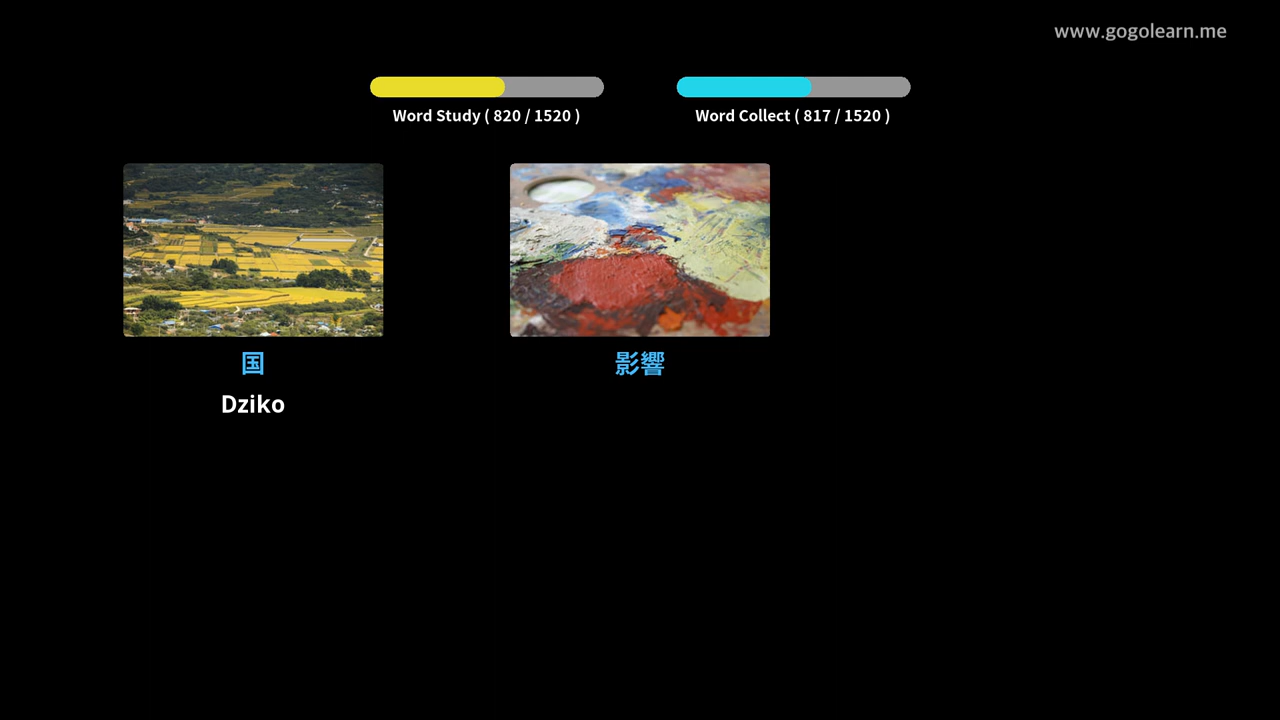 www.gogolearn.me
Word Study ( 820 / 1520 )
Word Collect ( 817 / 1520 )
国
Dziko
影響